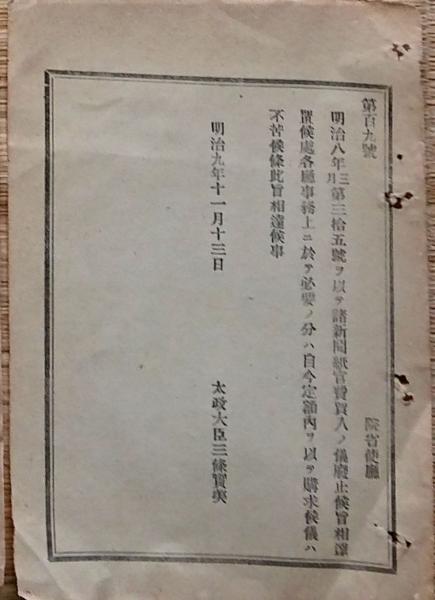 第百九號 院省使廳
明治八年三月第三拾五號ヲ以テ諸新聞紙官費買入ノ儀廢止候旨相達
置候處各廳事務上ニ於テ必要ノ分ハ自今定額內ヲ以テ購求候儀ハ
不苦候條此旨相達候事
明治九年十一月十三日 太政大臣三條實美